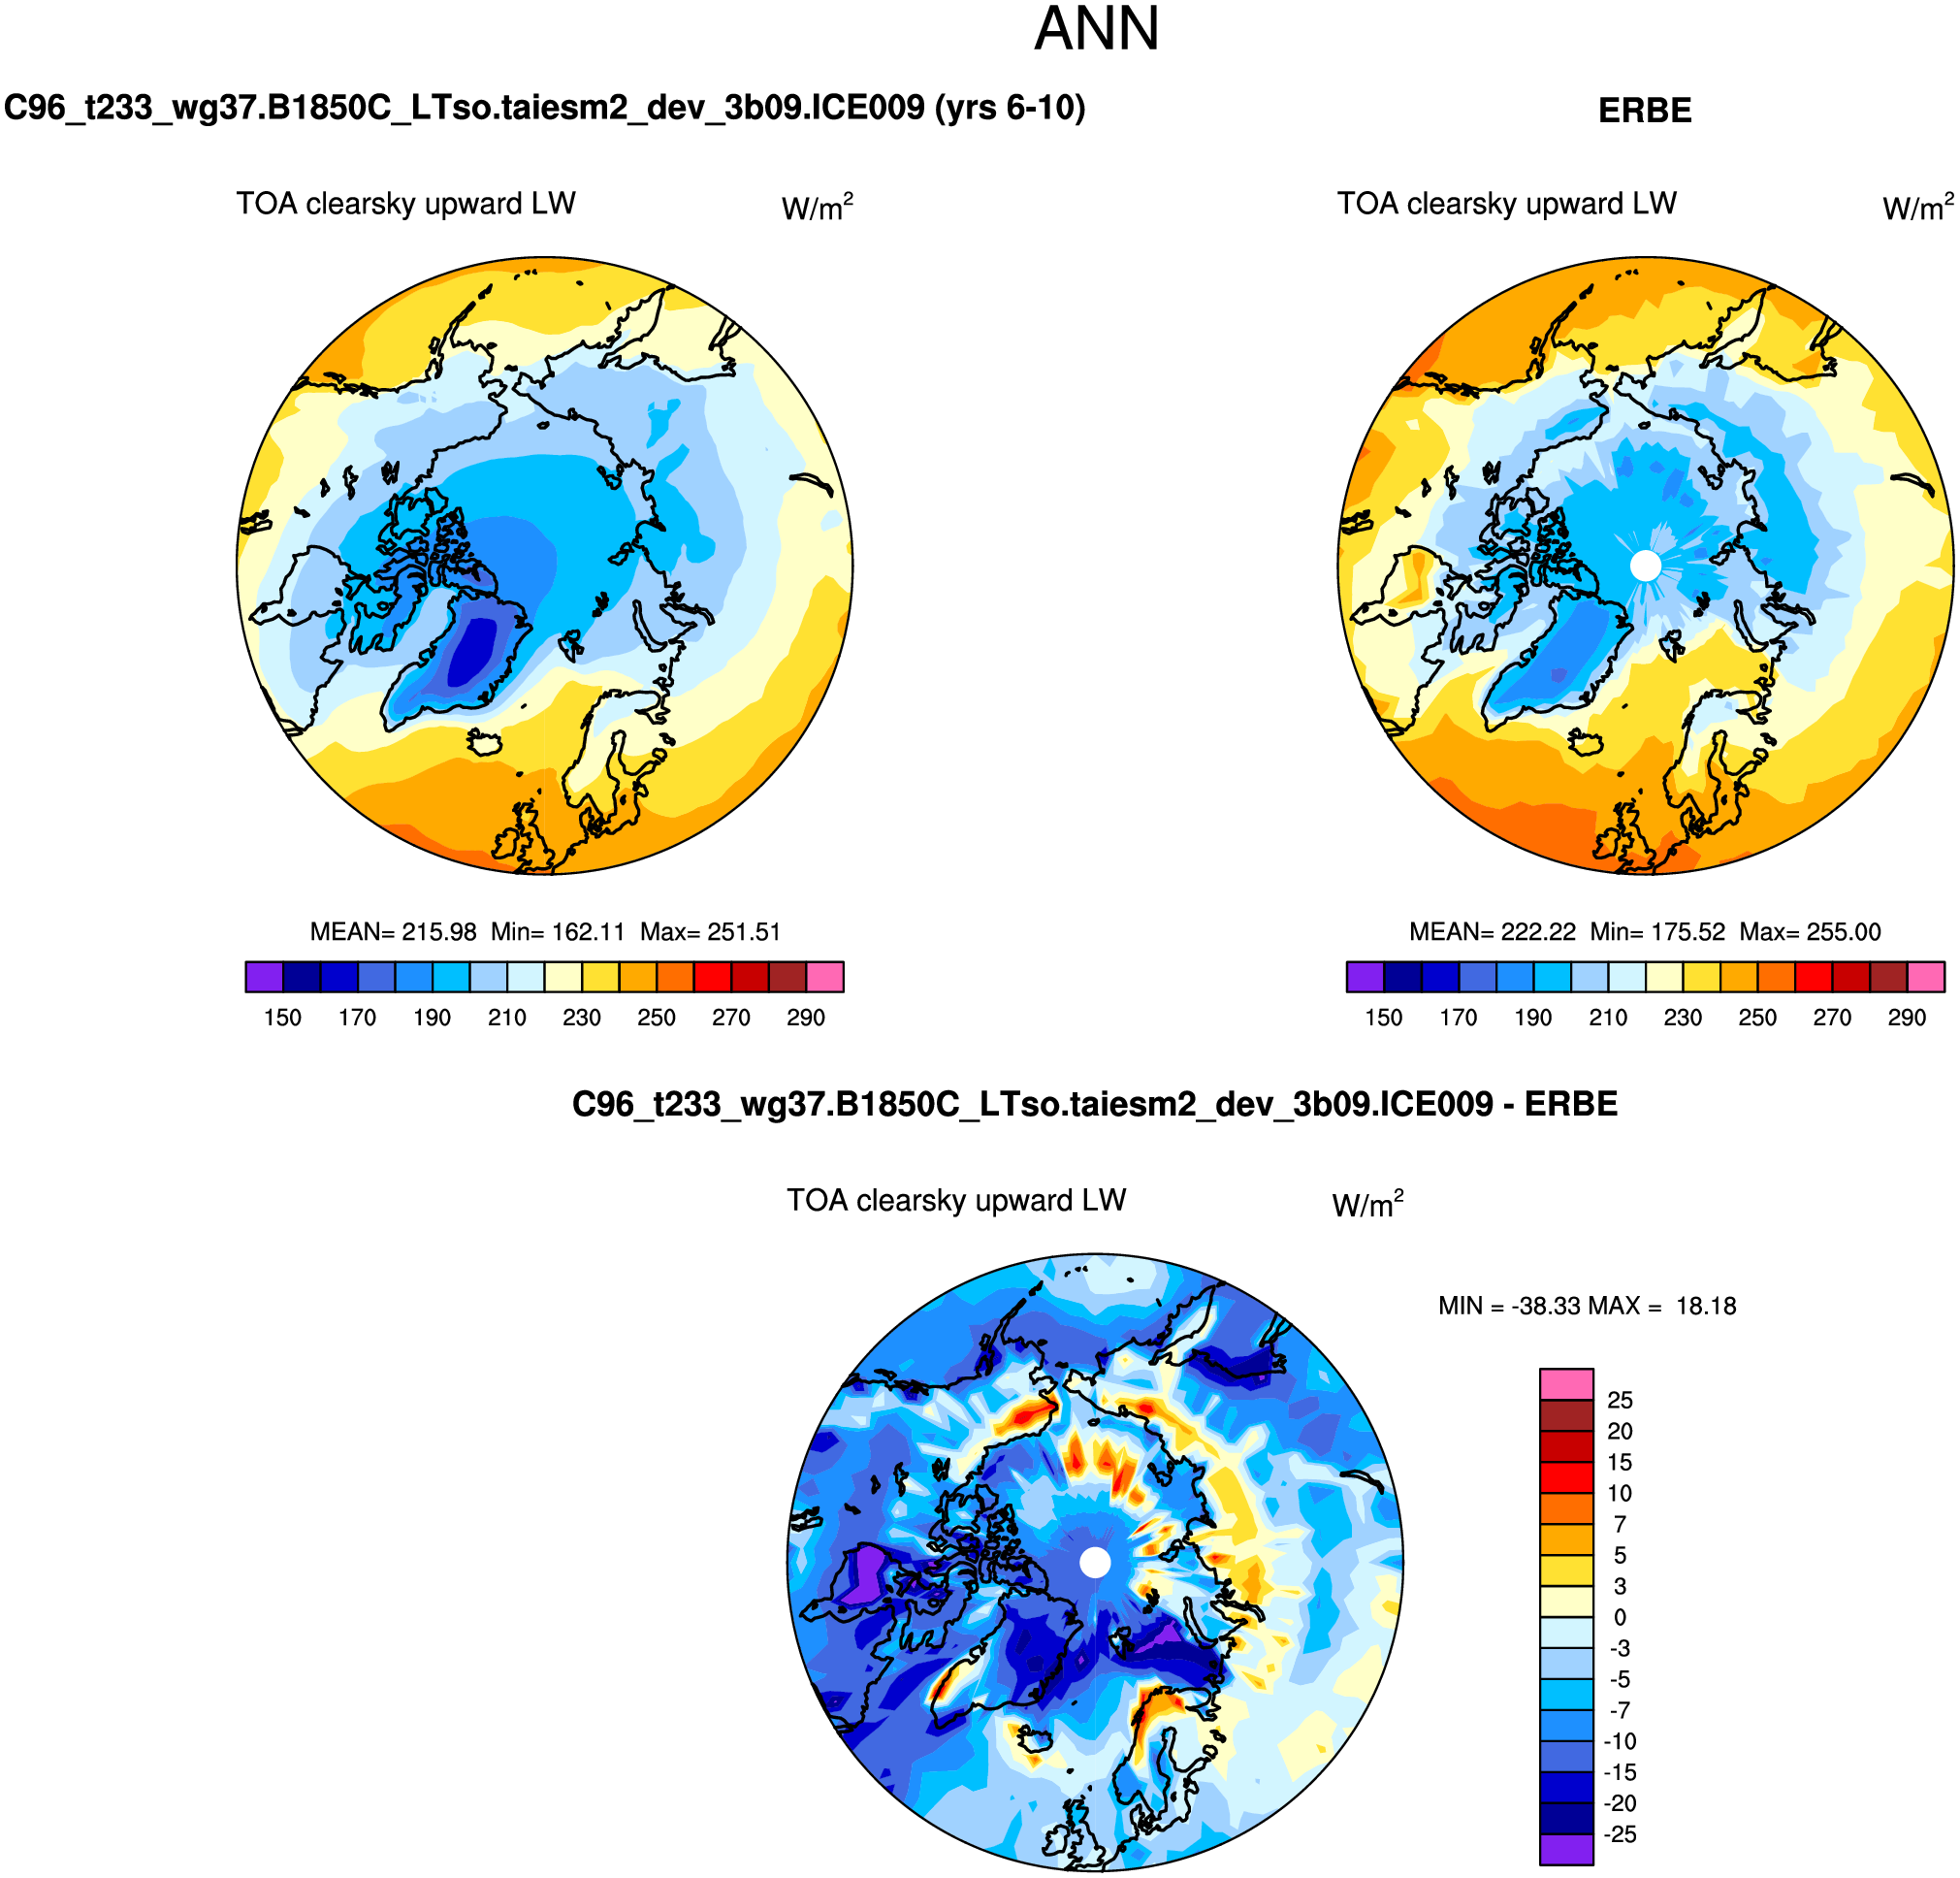 ANN
C96_t233_wg37.B1850C_LTso.taiesm2_dev_3b09.ICE009 (yrs 6-10)
ERBE
TOA clearsky upward LW W/m²
TOA clearsky upward LW W/m²
MEAN= 215.98 Min= 162.11 Max= 251.51
150 170 190 210 230 250 270 290
MEAN= 222.22 Min= 175.52 Max= 255.00
150 170 190 210 230 250 270 290
C96_t233_wg37.B1850C_LTso.taiesm2_dev_3b09.ICE009 - ERBE
TOA clearsky upward LW W/m²
MIN = -38.33 MAX = 18.18
25
20
15
10
7
5
3
0
-3
-5
-7
-10
-15
-20
-25